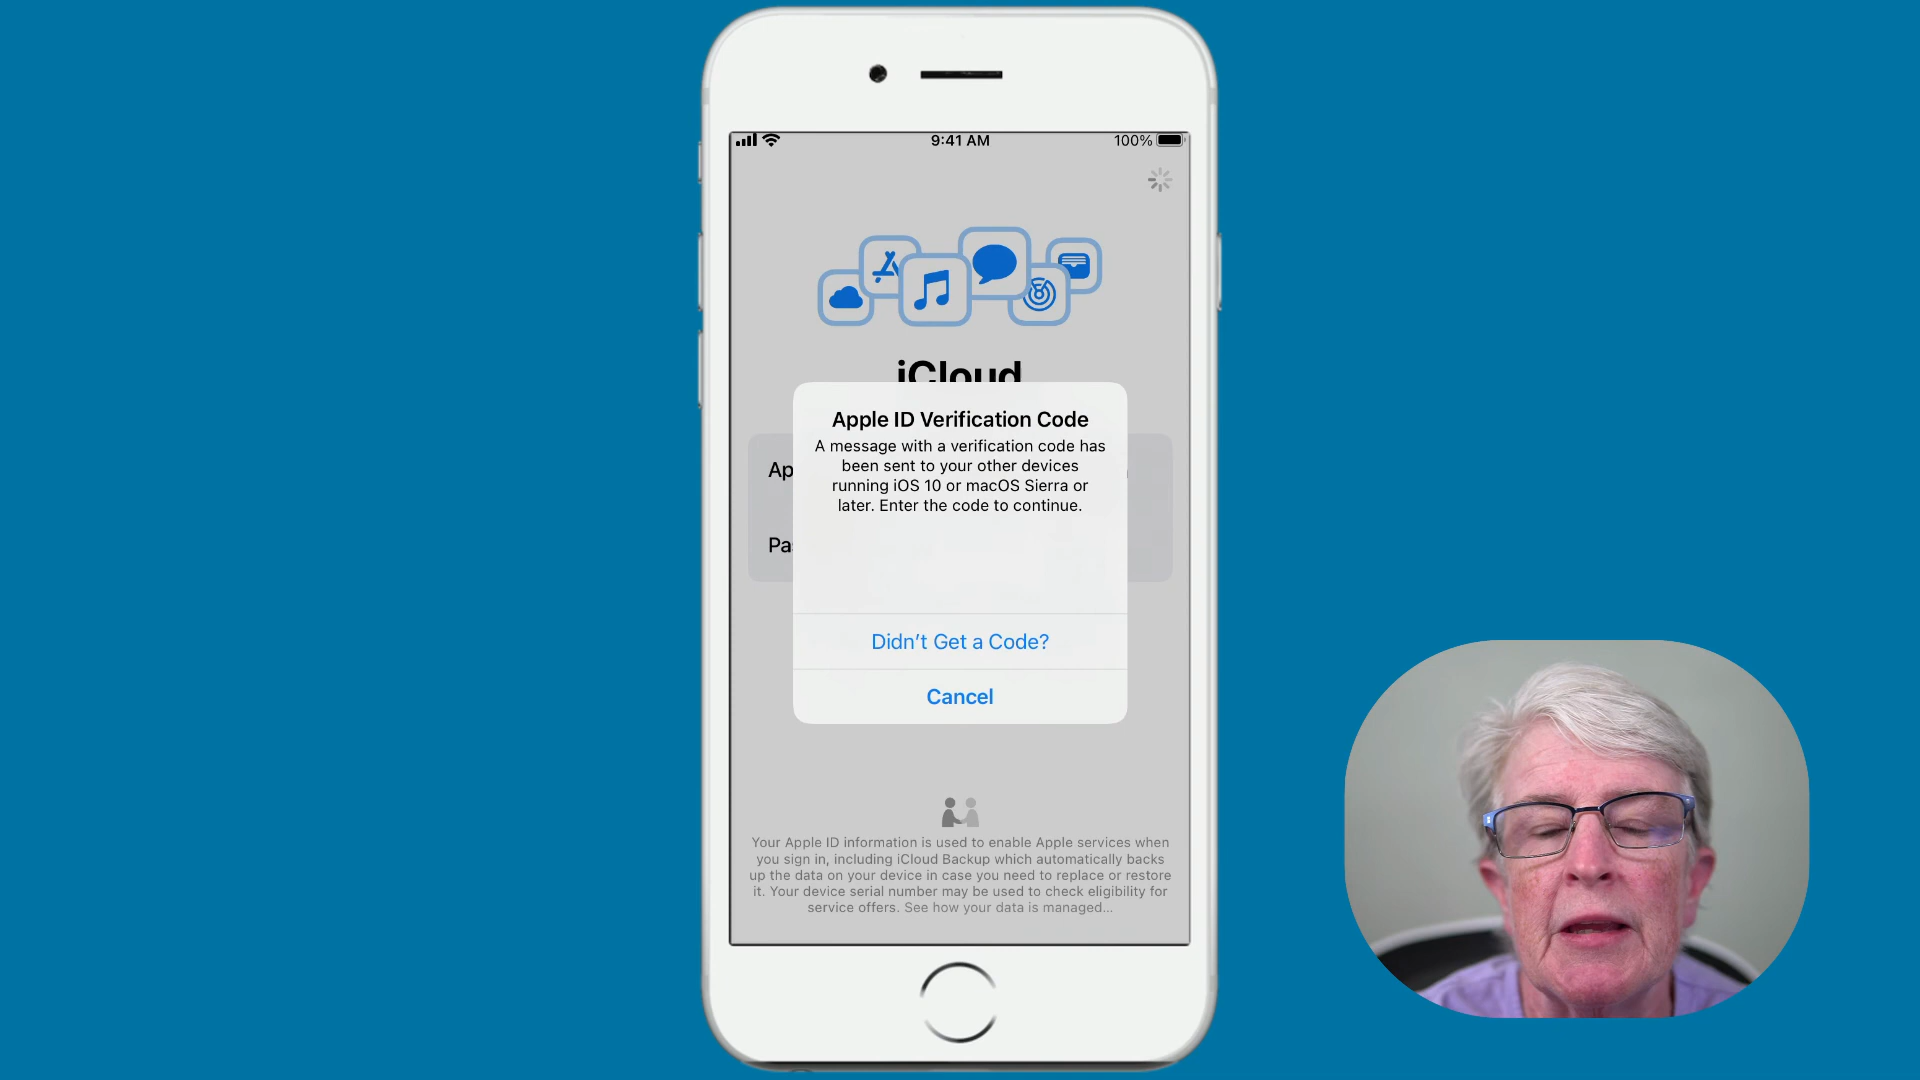 9:41 AM
100%
iCloud
Apple ID Verification Code
A message with a verification code has
been sent to your other devices
running iOS 10 or macOS Sierra or
later. Enter the code to continue.
Ap
Pa
Didn't Get a Code?
Cancel
Your Apple ID information is used to enable Apple services when
you sign in, including iCloud Backup which automatically backs
up the data on your device in case you need to replace or restore
it. Your device serial number may be used to check eligibility for
service offers. See how your data is managed...